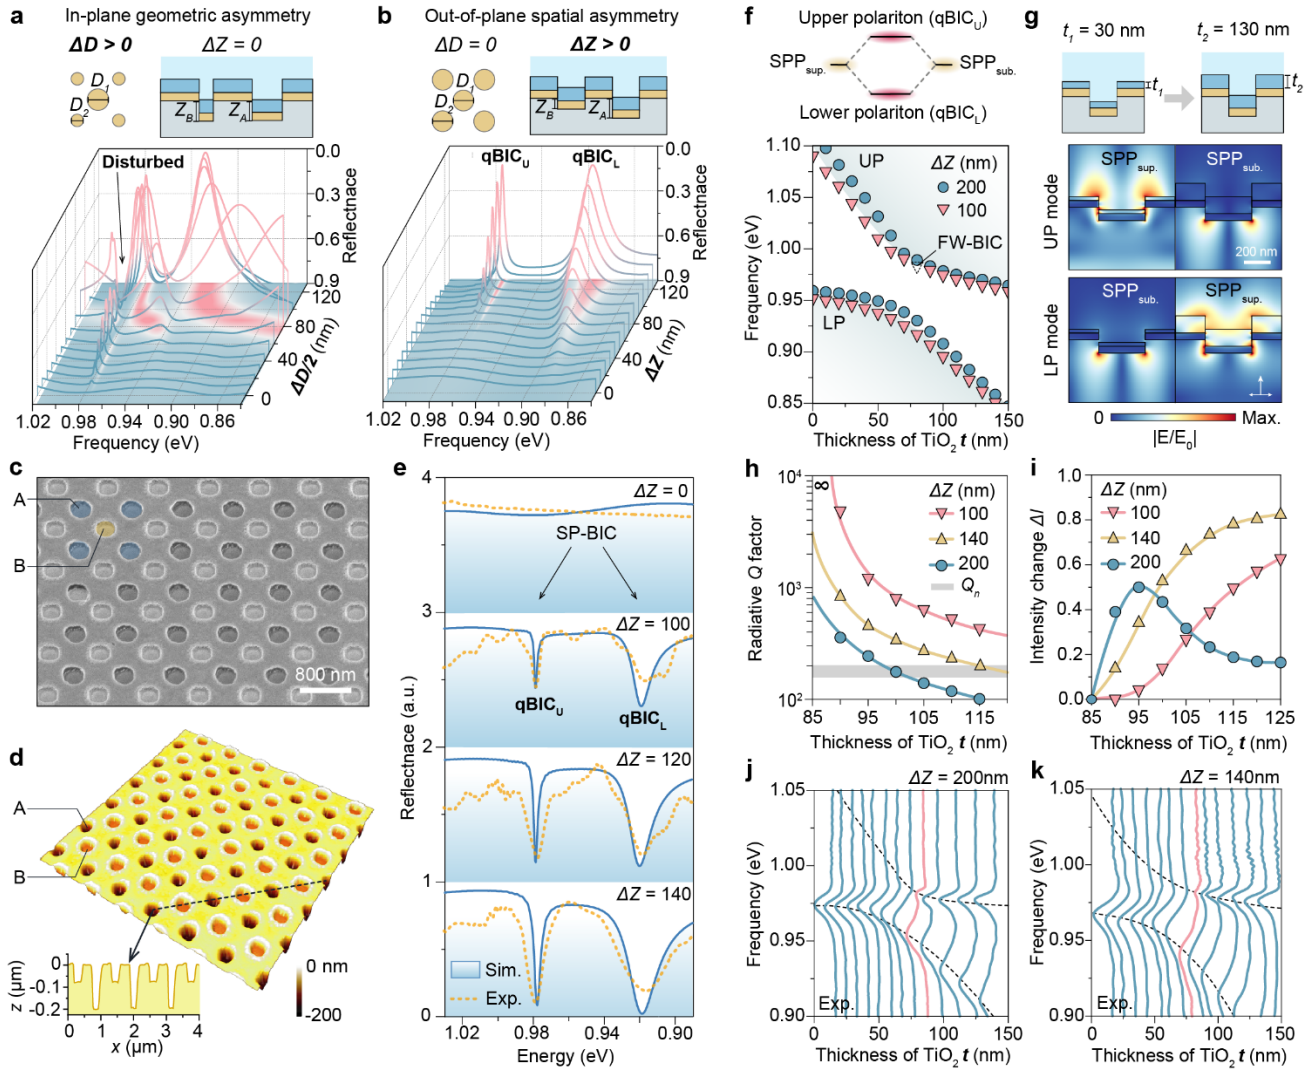 a
In-plane geometric asymmetry
ΔD > 0
ΔZ = 0
D1
D2
ZB
ZA
Disturbed
0.0
0.3
0.6
0.9
Reflectnace
120
80
40
0
ΔD/2 (nm)
1.02 0.98 0.94 0.90 0.86
Frequency (eV)
b
Out-of-plane spatial asymmetry
ΔD = 0
ΔZ > 0
D1
D2
ZB
ZA
qBICU
qBICL
0.0
0.3
0.6
0.9
Reflectnace
120
80
40
0
ΔZ (nm)
1.02 0.98 0.94 0.90 0.86
Frequency (eV)
c
A
B
800 nm
d
A
B
0 nm
-200
z (μm)
0
-0.1
-0.2
0 1 2 3 4
x (μm)
e
4
3
2
1
0
Reflectnace (a.u.)
ΔZ = 0
SP-BIC
ΔZ = 100
qBICU
qBICL
ΔZ = 120
ΔZ = 140
Sim.
Exp.
1.02 0.98 0.94 0.90
Energy (eV)
f
Upper polariton (qBICU)
SPPsup.
SPPsub.
Lower polariton (qBICL)
1.10
1.05
1.00
0.95
0.90
0.85
Frequency (eV)
UP
ΔZ (nm)
200
100
FW-BIC
LP
0 50 100 150
Thickness of TiO2 t (nm)
g
t1 = 30 nm
t2 = 130 nm
t1
t2
UP mode
SPPsup.
SPPsub.
200 nm
LP mode
SPPsub.
SPPsup.
0
Max.
|E/E0|
h
10^4
10^3
10^2
Radiative Q factor
∞
ΔZ (nm)
100
140
200
Qn
85 95 105 115
Thickness of TiO2 t (nm)
i
1.0
0.8
0.6
0.4
0.2
0.0
Intensity change ΔI
ΔZ (nm)
100
140
200
85 95 105 115 125
Thickness of TiO2 t (nm)
j
ΔZ = 200nm
1.05
1.00
0.95
0.90
Frequency (eV)
Exp.
0 50 100 150
Thickness of TiO2 t (nm)
k
ΔZ = 140nm
1.05
1.00
0.95
0.90
Frequency (eV)
Exp.
0 50 100 150
Thickness of TiO2 t (nm)